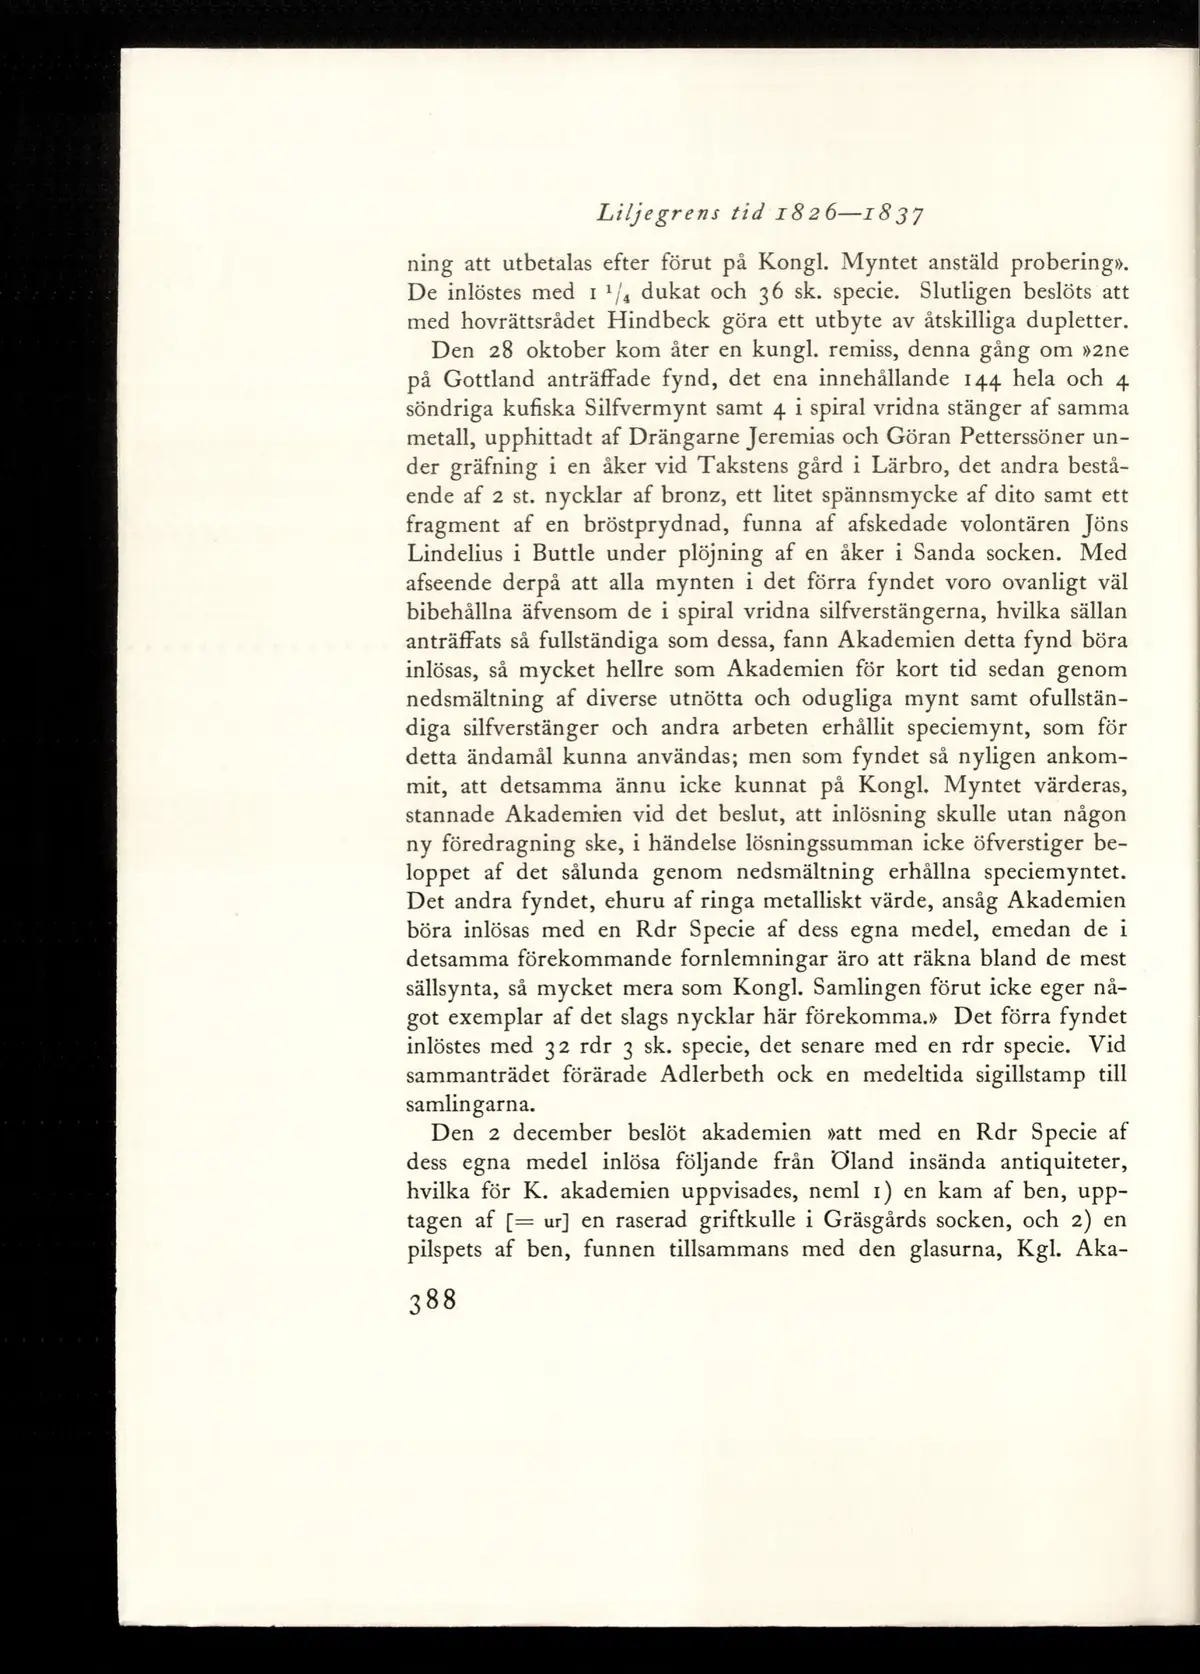 Liljegrens tid 1826—1837
ning att utbetalas efter förut på Kongl. Myntet anstäld probering».
De inlöstes med 1 ¹/₄ dukat och 36 sk. specie. Slutligen beslöts att
med hovrättsrådet Hindbeck göra ett utbyte av åtskilliga dupletter.
Den 28 oktober kom åter en kungl. remiss, denna gång om »2ne
på Gottland anträffade fynd, det ena innehållande 144 hela och 4
söndriga kufiska Silfvermynt samt 4 i spiral vridna stänger af samma
metall, upphittadt af Drängarne Jeremias och Göran Petterssöner un-
der gräfning i en åker vid Takstens gård i Lärbro, det andra bestå-
ende af 2 st. nycklar af bronz, ett litet spännsmycke af dito samt ett
fragment af en bröstprydnad, funna af afskedade volontären Jöns
Lindelius i Buttle under plöjning af en åker i Sanda socken. Med
afseende derpå att alla mynten i det förra fyndet voro ovanligt väl
bibehållna äfvensom de i spiral vridna silfverstängerna, hvilka sällan
anträffats så fullständiga som dessa, fann Akademien detta fynd böra
inlösas, så mycket hellre som Akademien för kort tid sedan genom
nedsmältning af diverse utnötta och odugliga mynt samt ofullstän-
diga silfverstänger och andra arbeten erhållit speciemynt, som för
detta ändamål kunna användas; men som fyndet så nyligen ankom-
mit, att detsamma ännu icke kunnat på Kongl. Myntet värderas,
stannade Akademien vid det beslut, att inlösning skulle utan någon
ny föredragning ske, i händelse lösningssumman icke öfverstiger be-
loppet af det sålunda genom nedsmältning erhållna speciemyntet.
Det andra fyndet, ehuru af ringa metalliskt värde, ansåg Akademien
böra inlösas med en Rdr Specie af dess egna medel, emedan de i
detsamma förekommande fornlemningar äro att räkna bland de mest
sällsynta, så mycket mera som Kongl. Samlingen förut icke eger nå-
got exemplar af det slags nycklar här förekomma.» Det förra fyndet
inlöstes med 32 rdr 3 sk. specie, det senare med en rdr specie. Vid
sammanträdet förärade Adlerbeth ock en medeltida sigillstamp till
samlingarna.
Den 2 december beslöt akademien »att med en Rdr Specie af
dess egna medel inlösa följande från Öland insända antiquiteter,
hvilka för K. akademien uppvisades, neml 1) en kam af ben, upp-
tagen af [= ur] en raserad griftkulle i Gräsgårds socken, och 2) en
pilspets af ben, funnen tillsammans med den glasurna, Kgl. Aka-
388